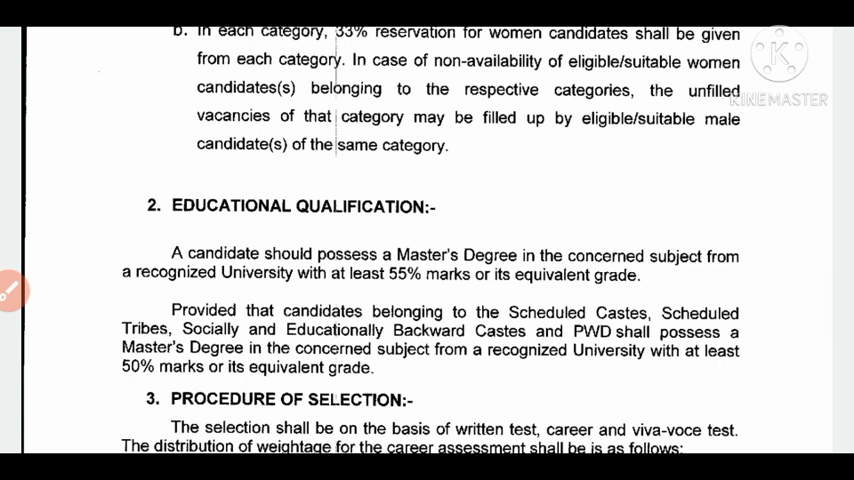 b. In each category, 33% reservation for women candidates shall be given
from each category. In case of non-availability of eligible/suitable women
candidates(s) belonging to the respective categories, the unfilled
vacancies of that category may be filled up by eligible/suitable male
candidate(s) of the same category.
2. EDUCATIONAL QUALIFICATION:-
A candidate should possess a Master's Degree in the concerned subject from
a recognized University with at least 55% marks or its equivalent grade.
Provided that candidates belonging to the Scheduled Castes, Scheduled
Tribes, Socially and Educationally Backward Castes and PWD shall possess a
Master's Degree in the concerned subject from a recognized University with at least
50% marks or its equivalent grade.
3. PROCEDURE OF SELECTION:-
The selection shall be on the basis of written test, career and viva-voce test.
The distribution of weightage for the career assessment shall be is as follows:
K
KINEMASTER